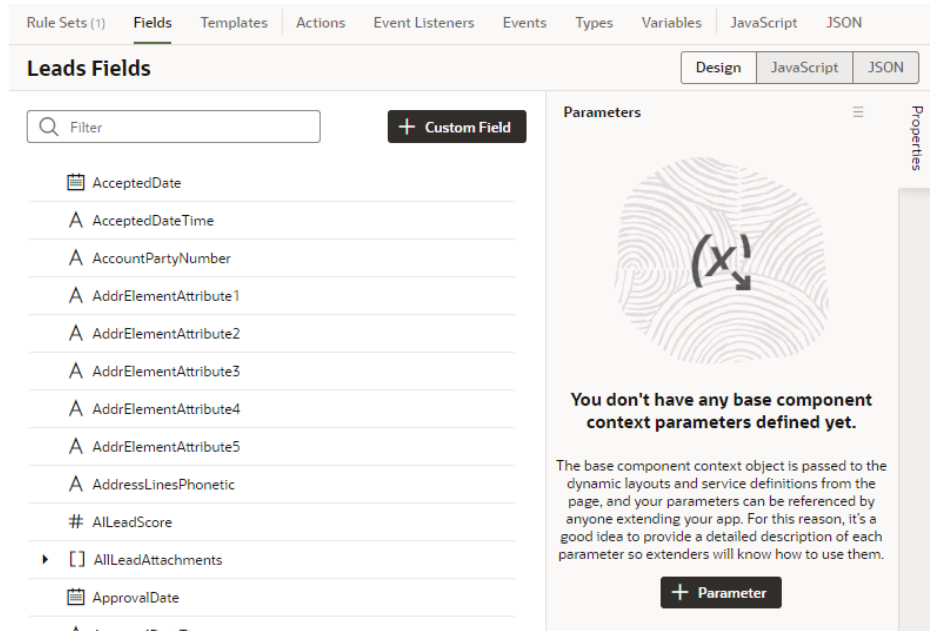 Rule Sets (1) Fields Templates Actions Event Listeners Events Types Variables JavaScript JSON
Leads Fields
Design JavaScript JSON
Filter
+ Custom Field
AcceptedDate
AcceptedDateTime
AccountPartyNumber
AddrElementAttribute1
AddrElementAttribute2
AddrElementAttribute3
AddrElementAttribute4
AddrElementAttribute5
AddressLinesPhonetic
AILeadScore
AllLeadAttachments
ApprovalDate
Parameters
Properties
(x)
You don't have any base component
context parameters defined yet.
The base component context object is passed to the
dynamic layouts and service definitions from the
page, and your parameters can be referenced by
anyone extending your app. For this reason, it's a
good idea to provide a detailed description of each
parameter so extenders will know how to use them.
+ Parameter